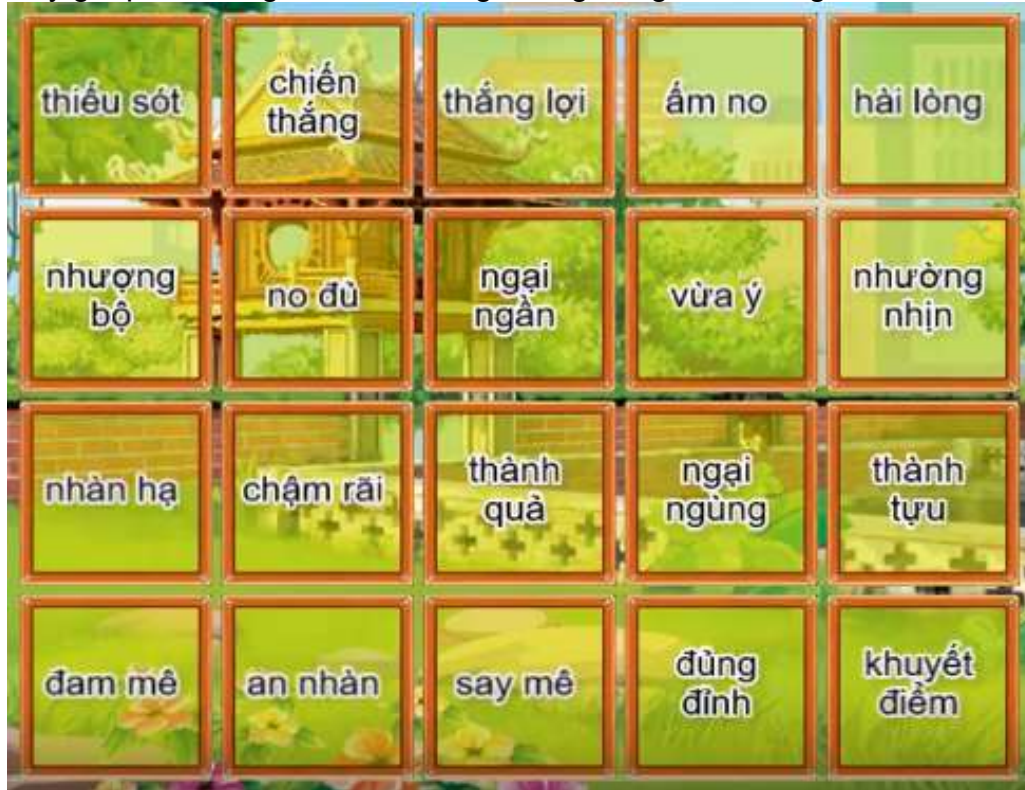 thiếu sót
chiến
thắng
thắng lợi
ấm no
hài lòng
nhượng
bộ
no đủ
ngại
ngần
vừa ý
nhường
nhịn
nhàn hạ
chậm rãi
thành
quả
ngại
ngùng
thành
tựu
đam mê
an nhàn
say mê
đủng
đỉnh
khuyết
điểm